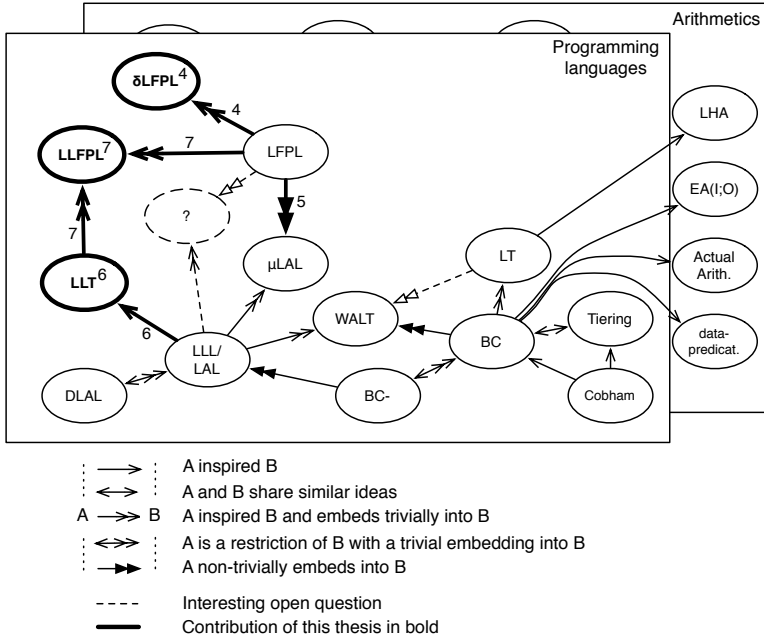 Arithmetics
Programming
languages
δLFPL4
4
LLFPL7
7
LFPL
LHA
?
5
EA(I;O)
7
LLT6
µLAL
LT
Actual
Arith.
6
WALT
BC
Tiering
LLL/
LAL
data-
predicat.
DLAL
BC-
Cobham
A inspired B
A and B share similar ideas
A B A inspired B and embeds trivially into B
A is a restriction of B with a trivial embedding into B
A non-trivially embeds into B
Interesting open question
Contribution of this thesis in bold